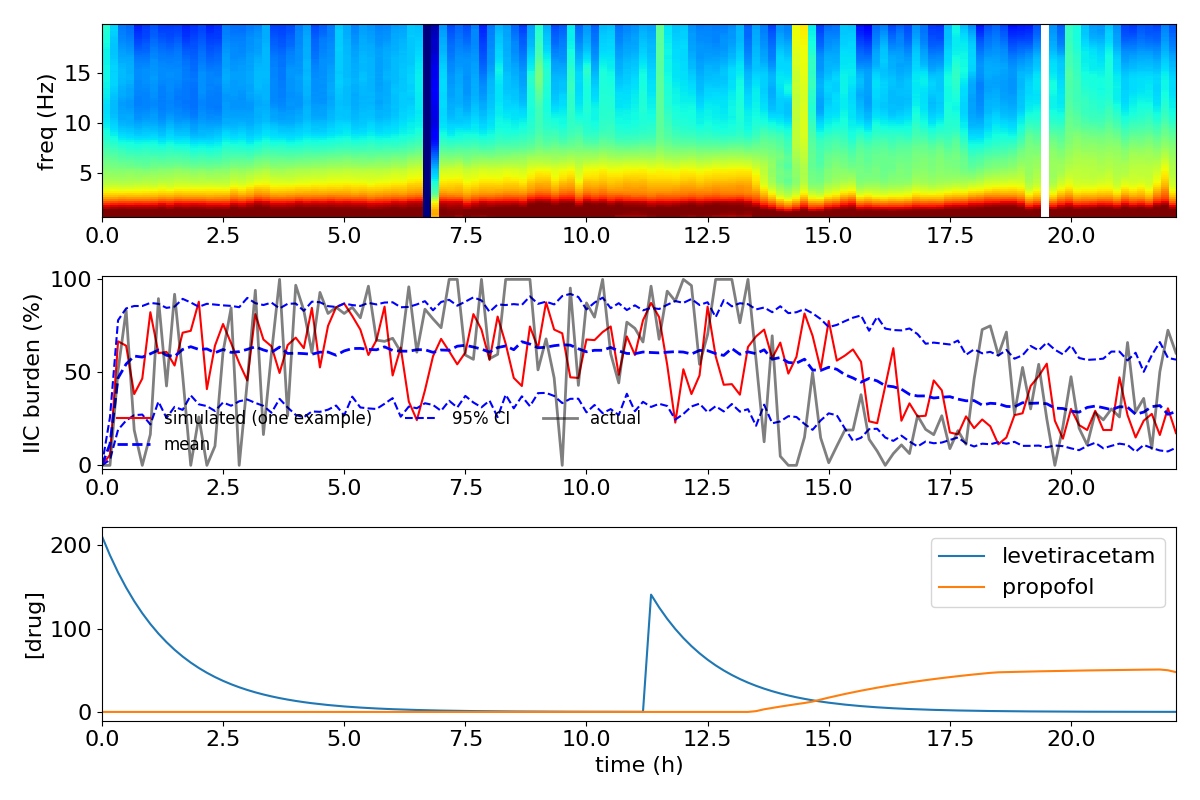 freq (Hz)
15
10
5
0.0 2.5 5.0 7.5 10.0 12.5 15.0 17.5 20.0
IIC burden (%)
100
50
0
simulated (one example) 95% CI actual
mean
0.0 2.5 5.0 7.5 10.0 12.5 15.0 17.5 20.0
[drug]
200
100
0
levetiracetam
propofol
0.0 2.5 5.0 7.5 10.0 12.5 15.0 17.5 20.0
time (h)